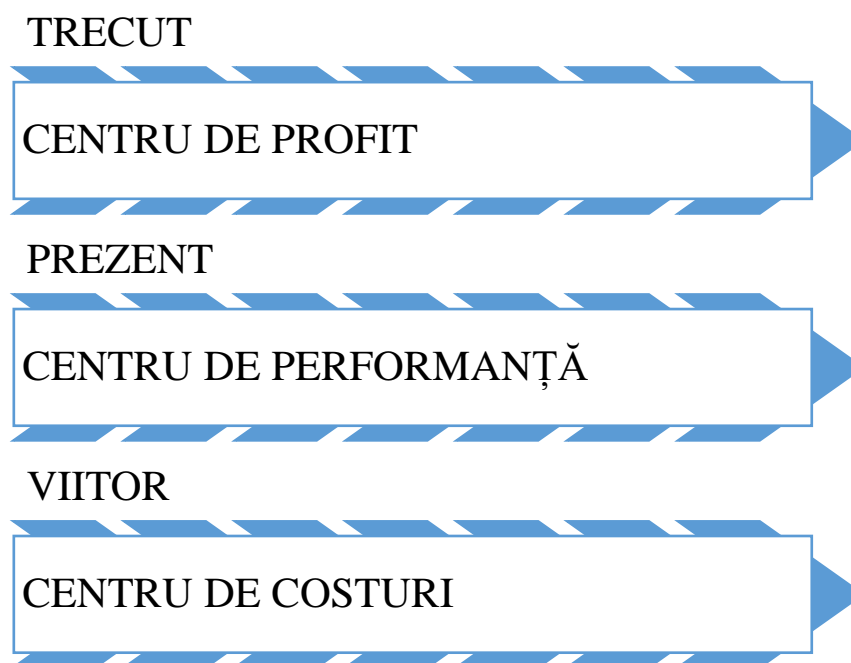 TRECUT
CENTRU DE PROFIT
PREZENT
CENTRU DE PERFORMANȚĂ
VIITOR
CENTRU DE COSTURI